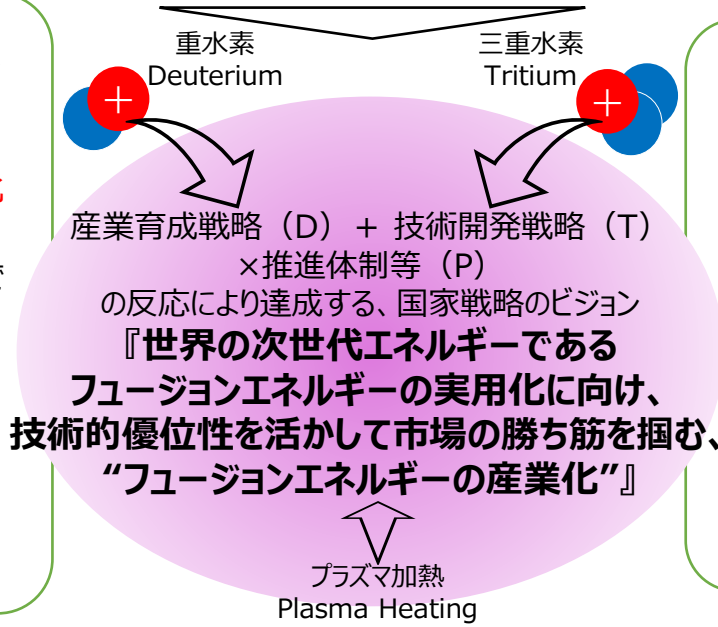 重水素
Deuterium
三重水素
Tritium
+
+
産業育成戦略（D）+ 技術開発戦略（T）
×推進体制等（P）
の反応により達成する、国家戦略のビジョン
『世界の次世代エネルギーである
フュージョンエネルギーの実用化に向け、
技術的優位性を活かして市場の勝ち筋を掴む、
“フュージョンエネルギーの産業化”』
プラズマ加熱
Plasma Heating